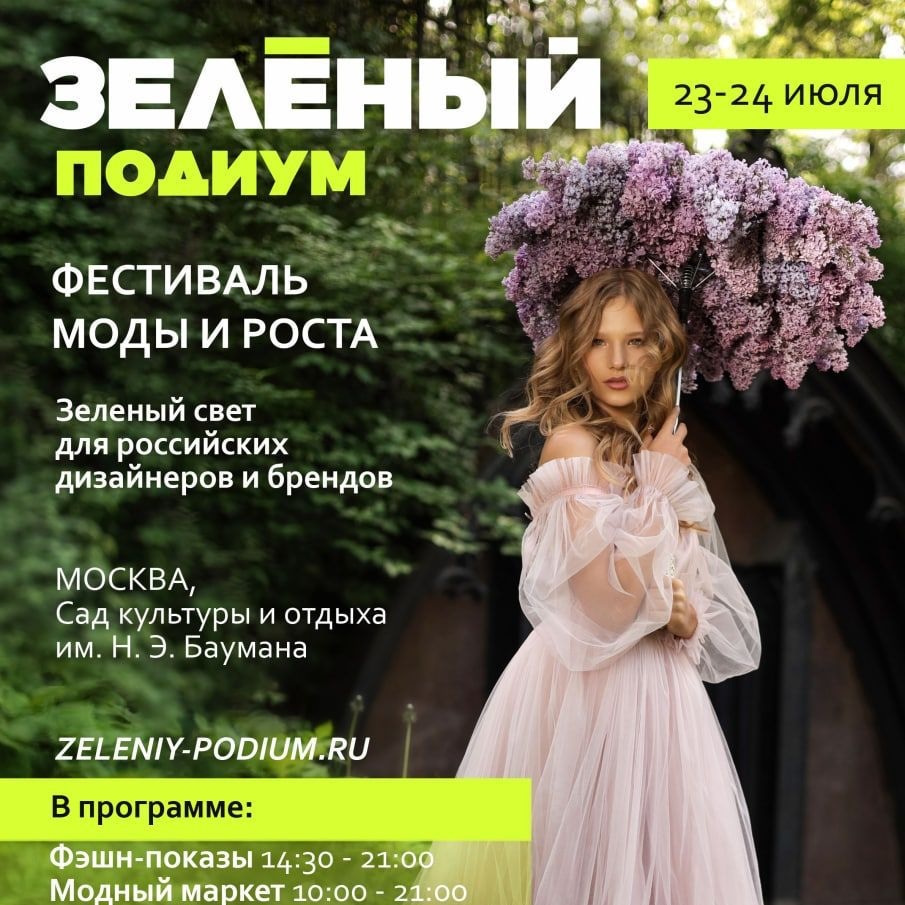 ЗЕЛЁНЫЙ
ПОДИУМ
23-24 ИЮЛЯ
ФЕСТИВАЛЬ
МОДЫ И РОСТА
Зеленый свет
для российских
дизайнеров и брендов
МОСКВА,
Сад культуры и отдыха
им. Н. Э. Баумана
ZELENIY-PODIUM.RU
В программе:
Фэшн-показы 14:30 - 21:00
Модный маркет 10:00 - 21:00